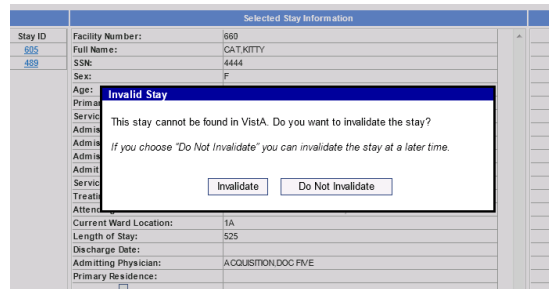 Selected Stay Information
Stay ID
605
489
Facility Number: 660
Full Name: CAT,KITTY
SSN: 4444
Sex: F
Age:
Invalid Stay
This stay cannot be found in VistA. Do you want to invalidate the stay?
If you choose “Do Not Invalidate” you can invalidate the stay at a later time.
Invalidate Do Not Invalidate
Current Ward Location: 1A
Length of Stay: 525
Discharge Date:
Admitting Physician: ACQUISITION,DOC FIVE
Primary Residence: